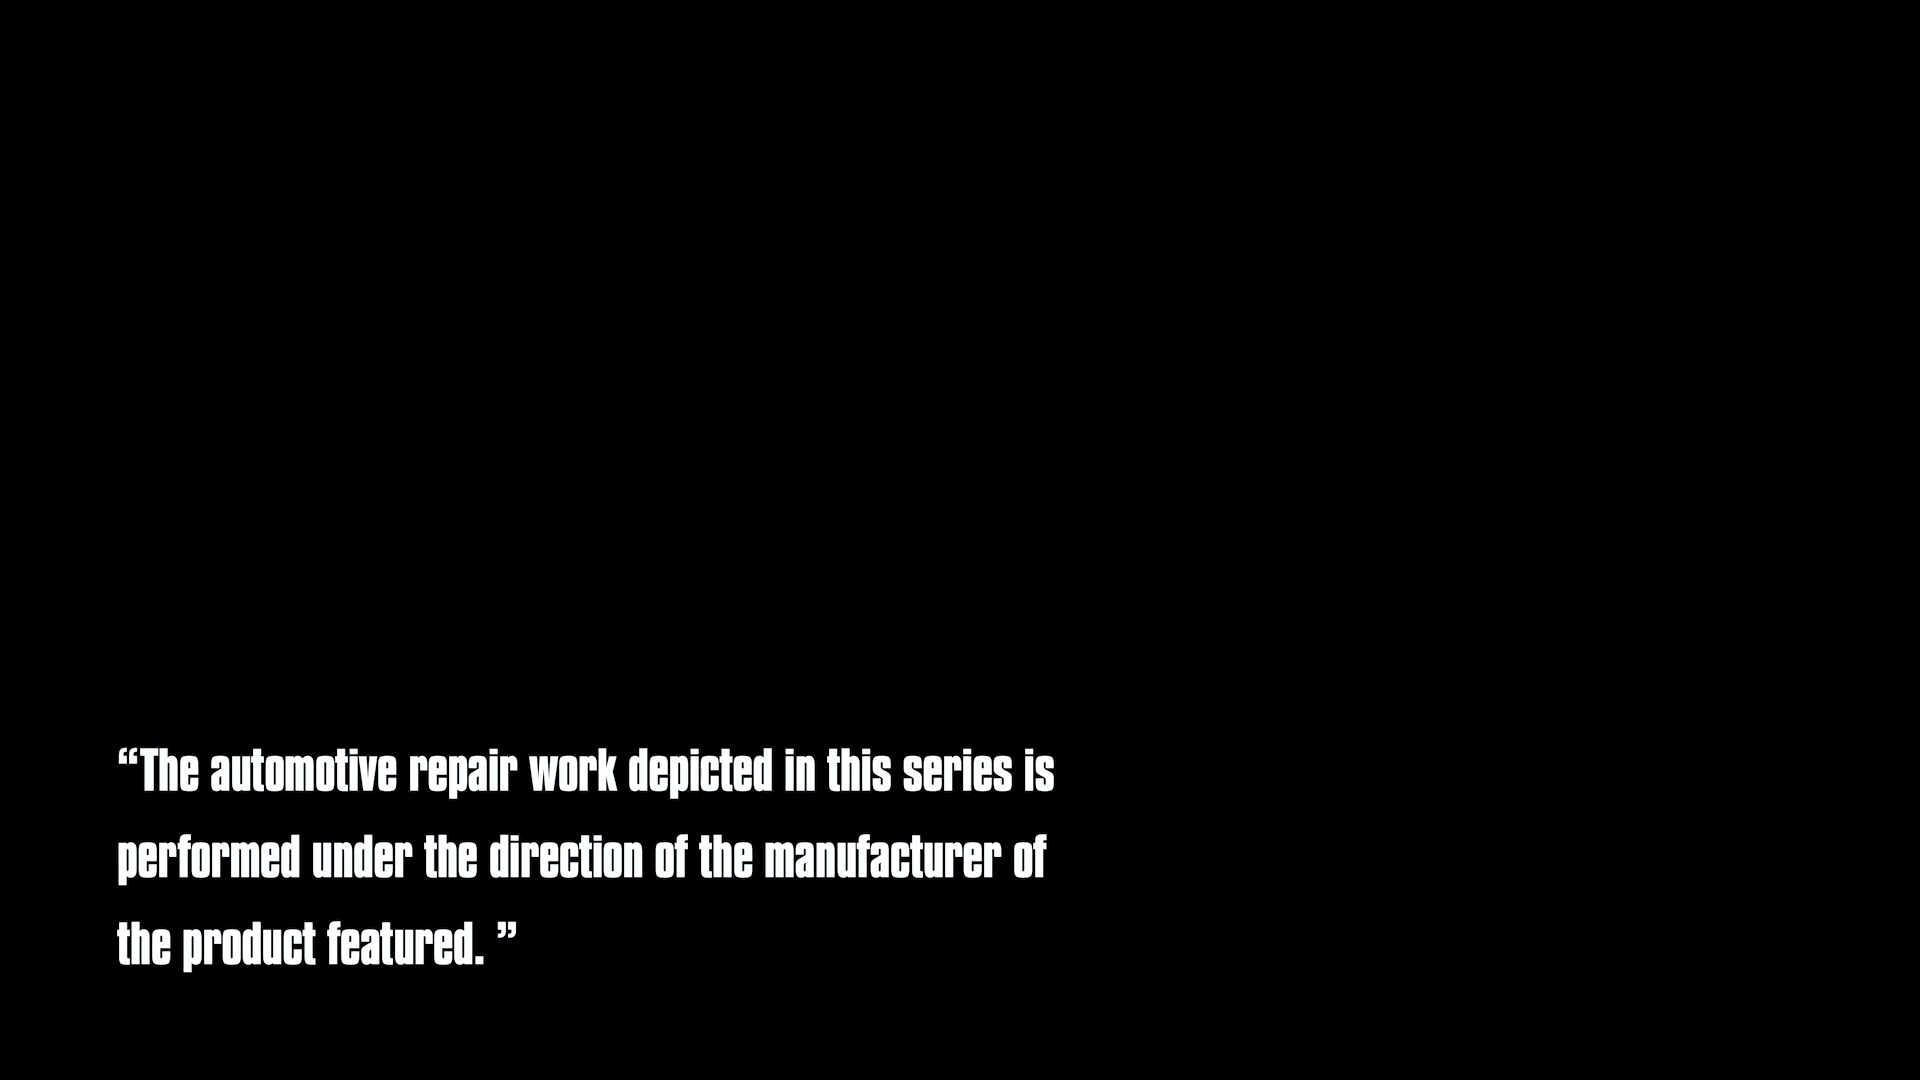 “The automotive repair work depicted in this series is
performed under the direction of the manufacturer of
the product featured. ”